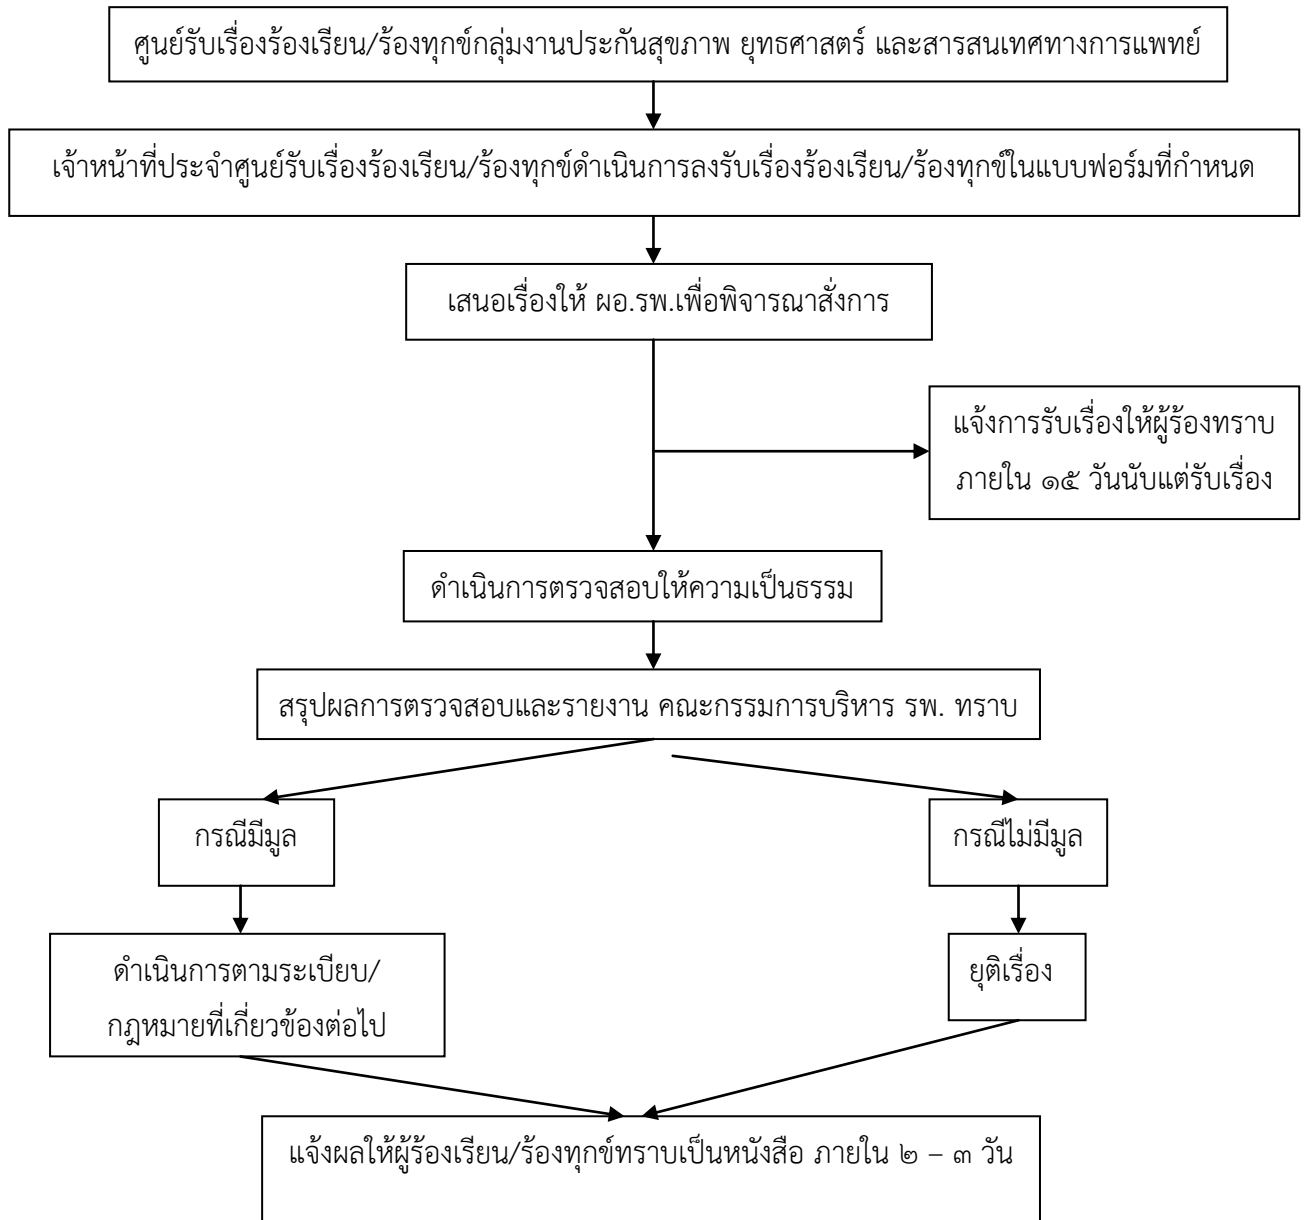 ศูนย์รับเรื่องร้องเรียน/ร้องทุกข์กลุ่มงานประกันสุขภาพ ยุทธศาสตร์ และสารสนเทศทางการแพทย์
เจ้าหน้าที่ประจำศูนย์รับเรื่องร้องเรียน/ร้องทุกข์ดำเนินการลงรับเรื่องร้องเรียน/ร้องทุกข์ในแบบฟอร์มที่กำหนด
เสนอเรื่องให้ ผอ.รพ.เพื่อพิจารณาสั่งการ
แจ้งการรับเรื่องให้ผู้ร้องทราบ
ภายใน ๑๕ วันนับแต่รับเรื่อง
ดำเนินการตรวจสอบให้ความเป็นธรรม
สรุปผลการตรวจสอบและรายงาน คณะกรรมการบริหาร รพ. ทราบ
กรณีมีมูล
กรณีไม่มีมูล
ดำเนินการตามระเบียบ/
กฎหมายที่เกี่ยวข้องต่อไป
ยุติเรื่อง
แจ้งผลให้ผู้ร้องเรียน/ร้องทุกข์ทราบเป็นหนังสือ ภายใน ๒ – ๓ วัน